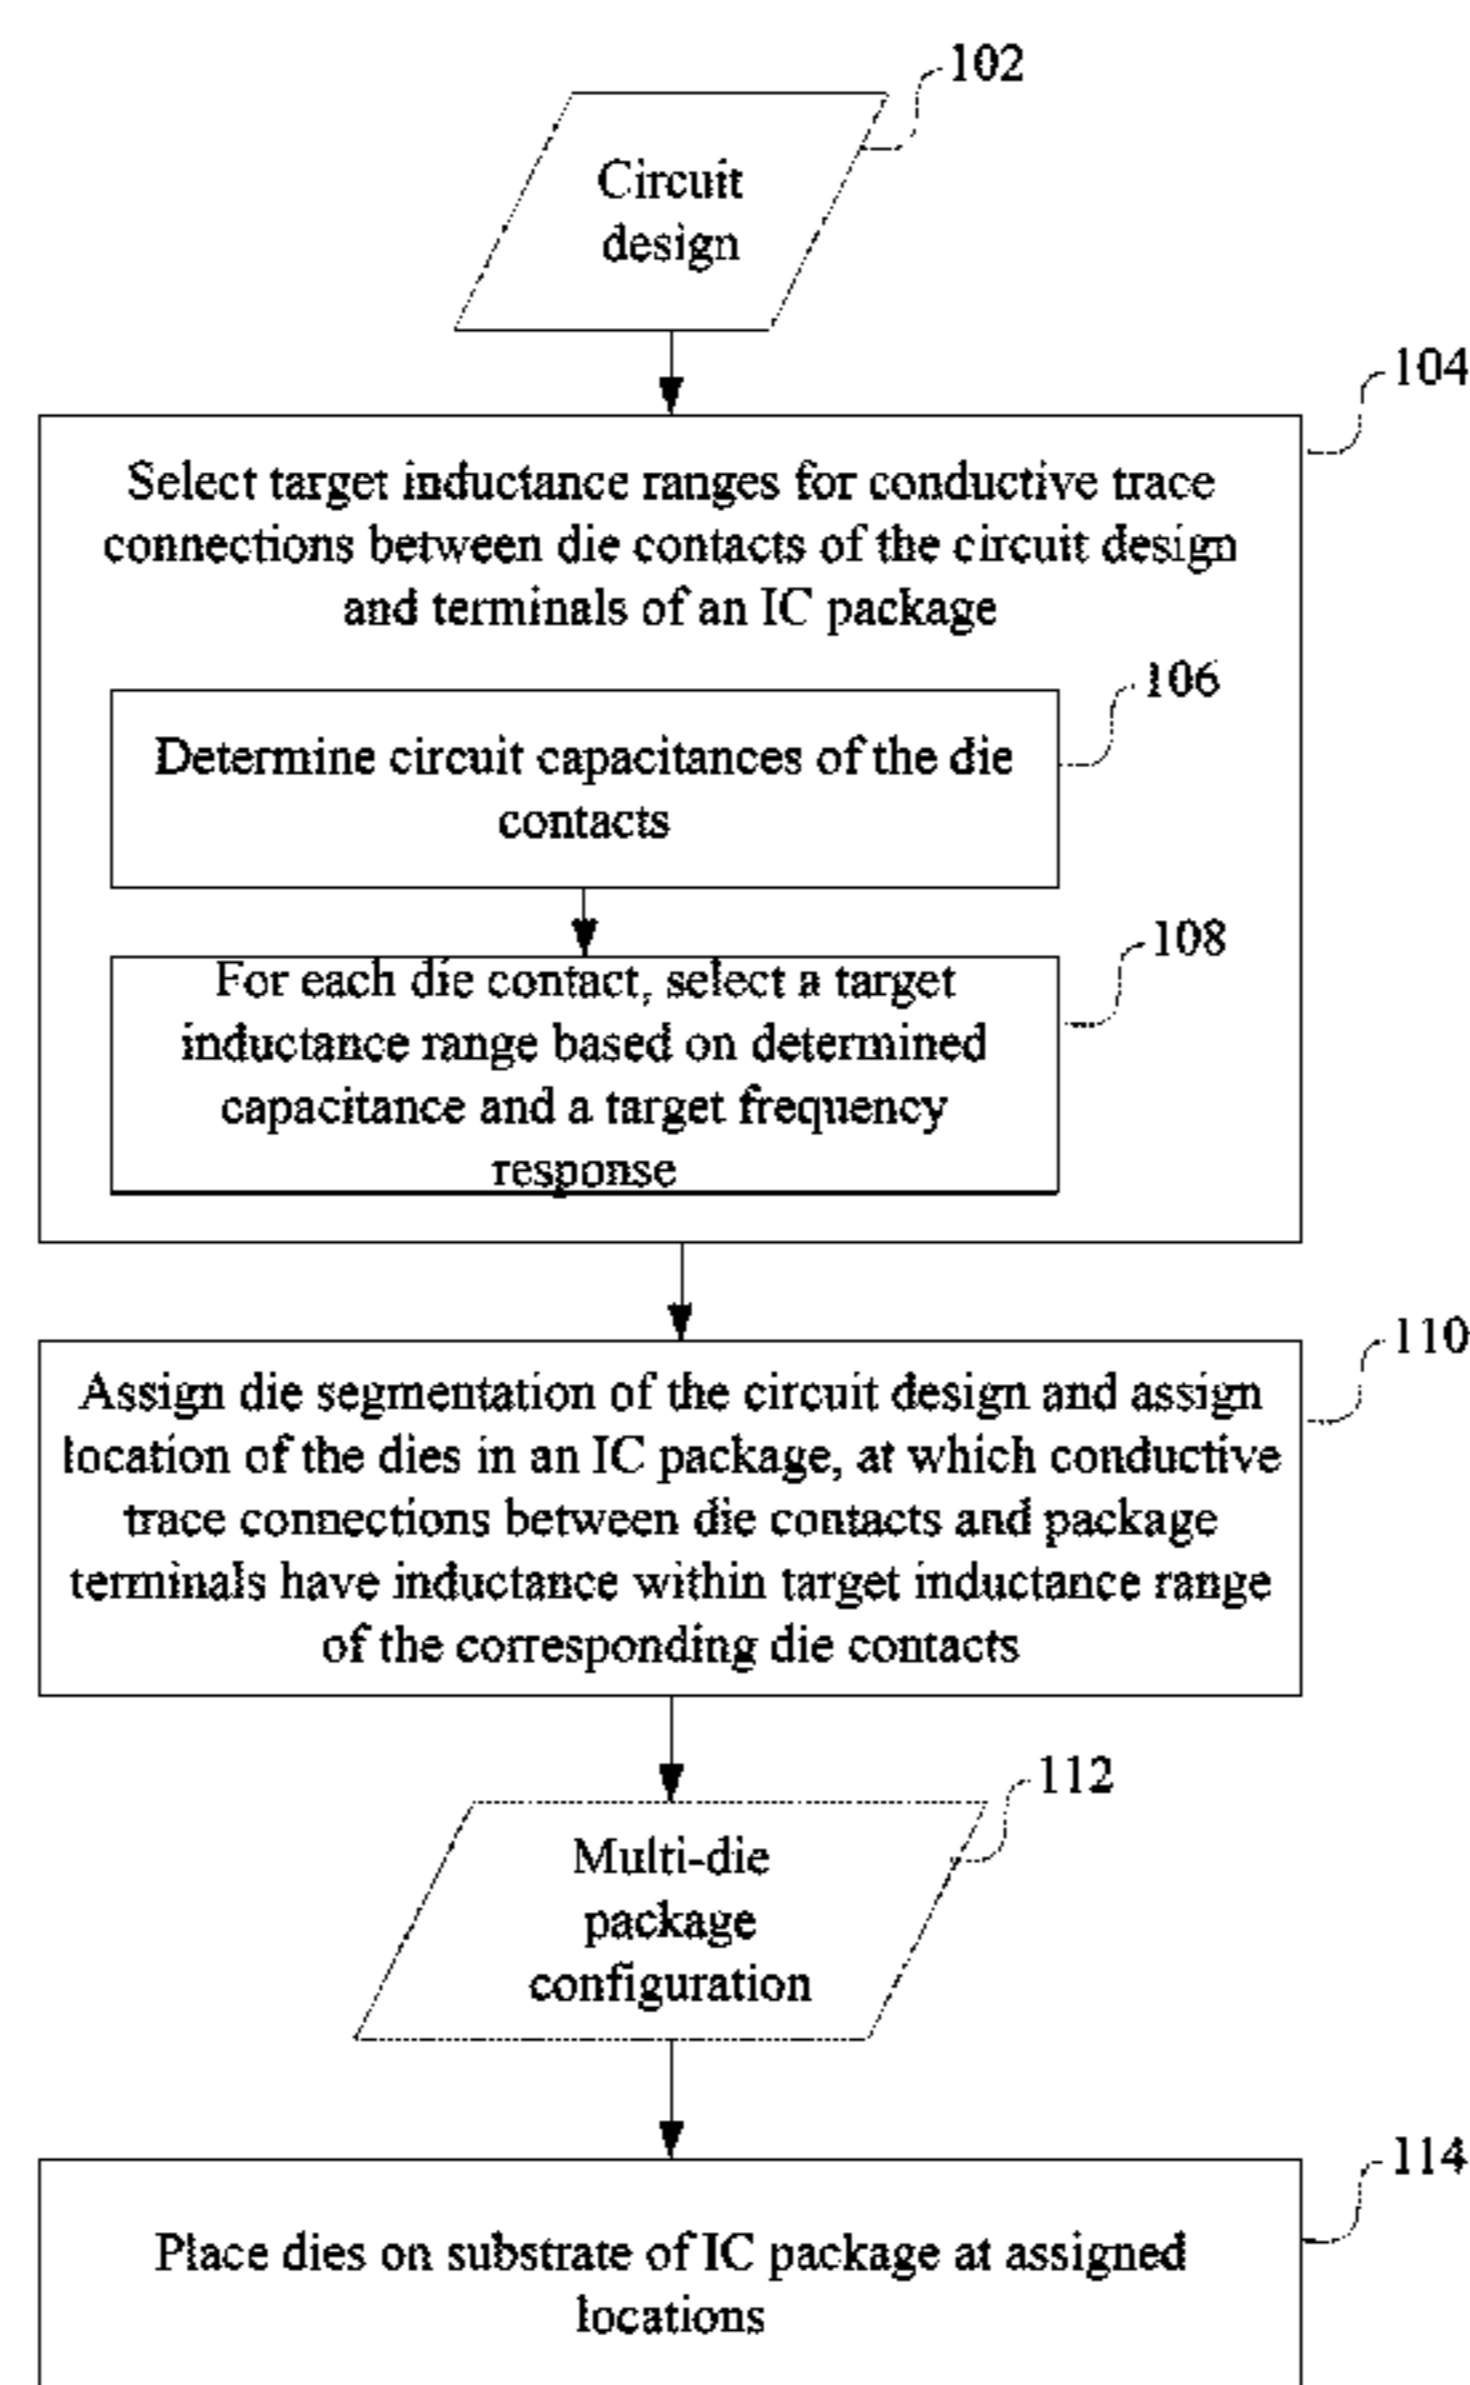 102
Circuit
design
104
Select target inductance ranges for conductive trace
connections between die contacts of the circuit design
and terminals of an IC package
106
Determine circuit capacitances of the die
contacts
108
For each die contact, select a target
inductance range based on determined
capacitance and a target frequency
response
110
Assign die segmentation of the circuit design and assign
location of the dies in an IC package, at which conductive
trace connections between die contacts and package
terminals have inductance within target inductance range
of the corresponding die contacts
112
Multi-die
package
configuration
114
Place dies on substrate of IC package at assigned
locations